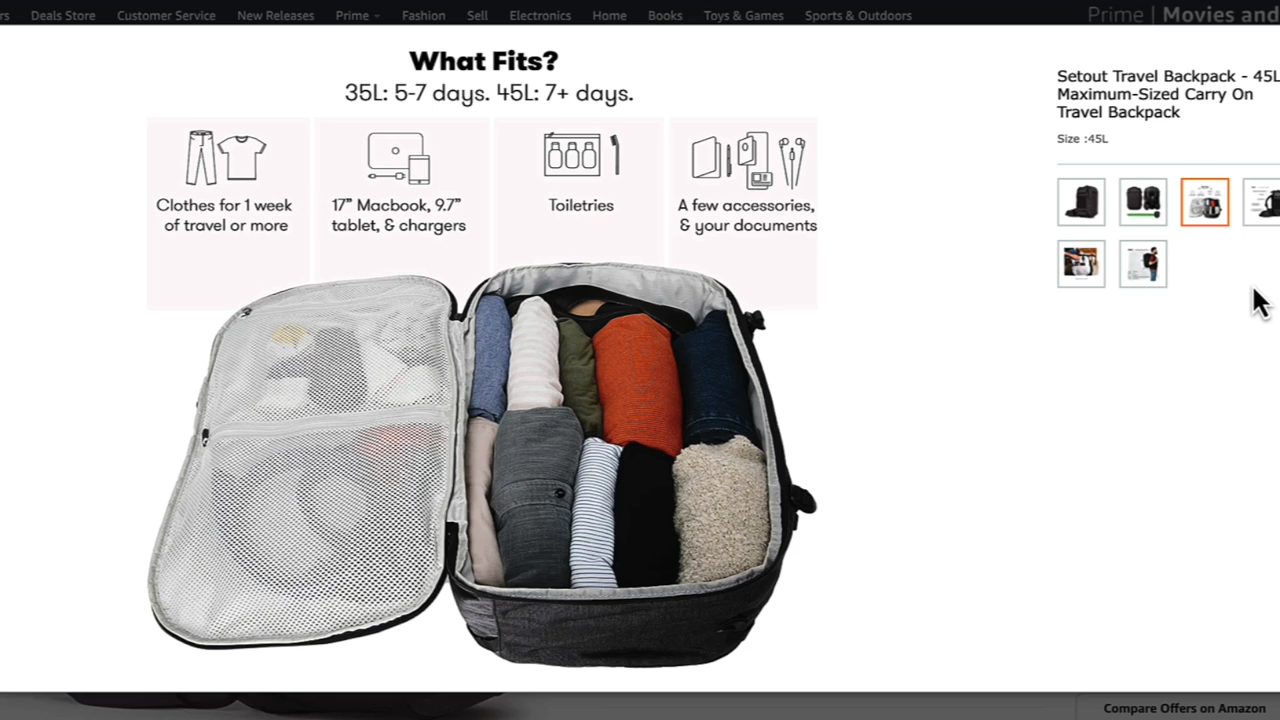 Deals Store Customer Service New Releases Prime Fashion Sell Electronics Home Books Toys & Games Sports & Outdoors
Prime | Movies and
What Fits?
35L: 5-7 days. 45L: 7+ days.
Clothes for 1 week
of travel or more
17” Macbook, 9.7”
tablet, & chargers
Toiletries
A few accessories,
& your documents
Setout Travel Backpack - 45L
Maximum-Sized Carry On
Travel Backpack
Size :45L
Compare Offers on Amazon